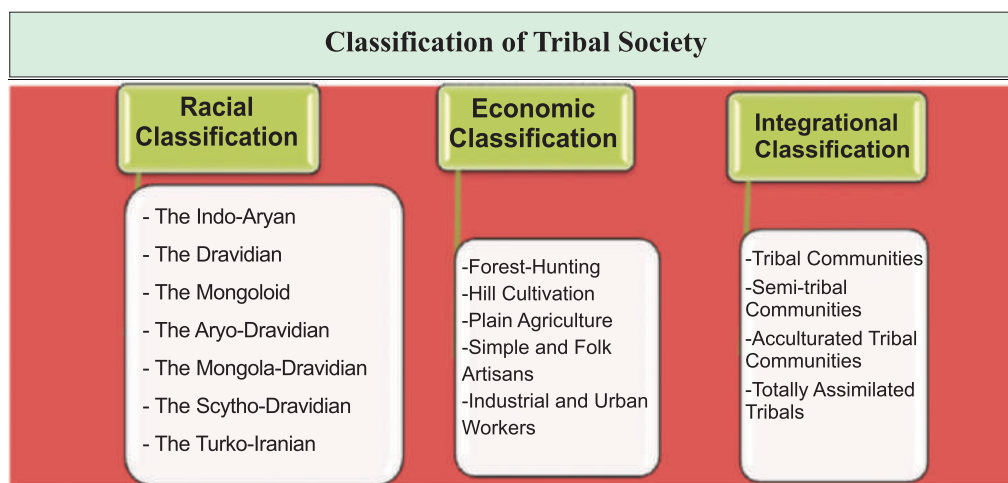 Classification of Tribal Society
Racial
Classification
- The Indo-Aryan
- The Dravidian
- The Mongoloid
- The Aryo-Dravidian
- The Mongola-Dravidian
- The Scytho-Dravidian
- The Turko-Iranian
Economic
Classification
-Forest-Hunting
-Hill Cultivation
-Plain Agriculture
-Simple and Folk
Artisans
-Industrial and Urban
Workers
Integrational
Classification
-Tribal Communities
-Semi-tribal
Communities
-Acculturated Tribal
Communities
-Totally Assimilated
Tribals